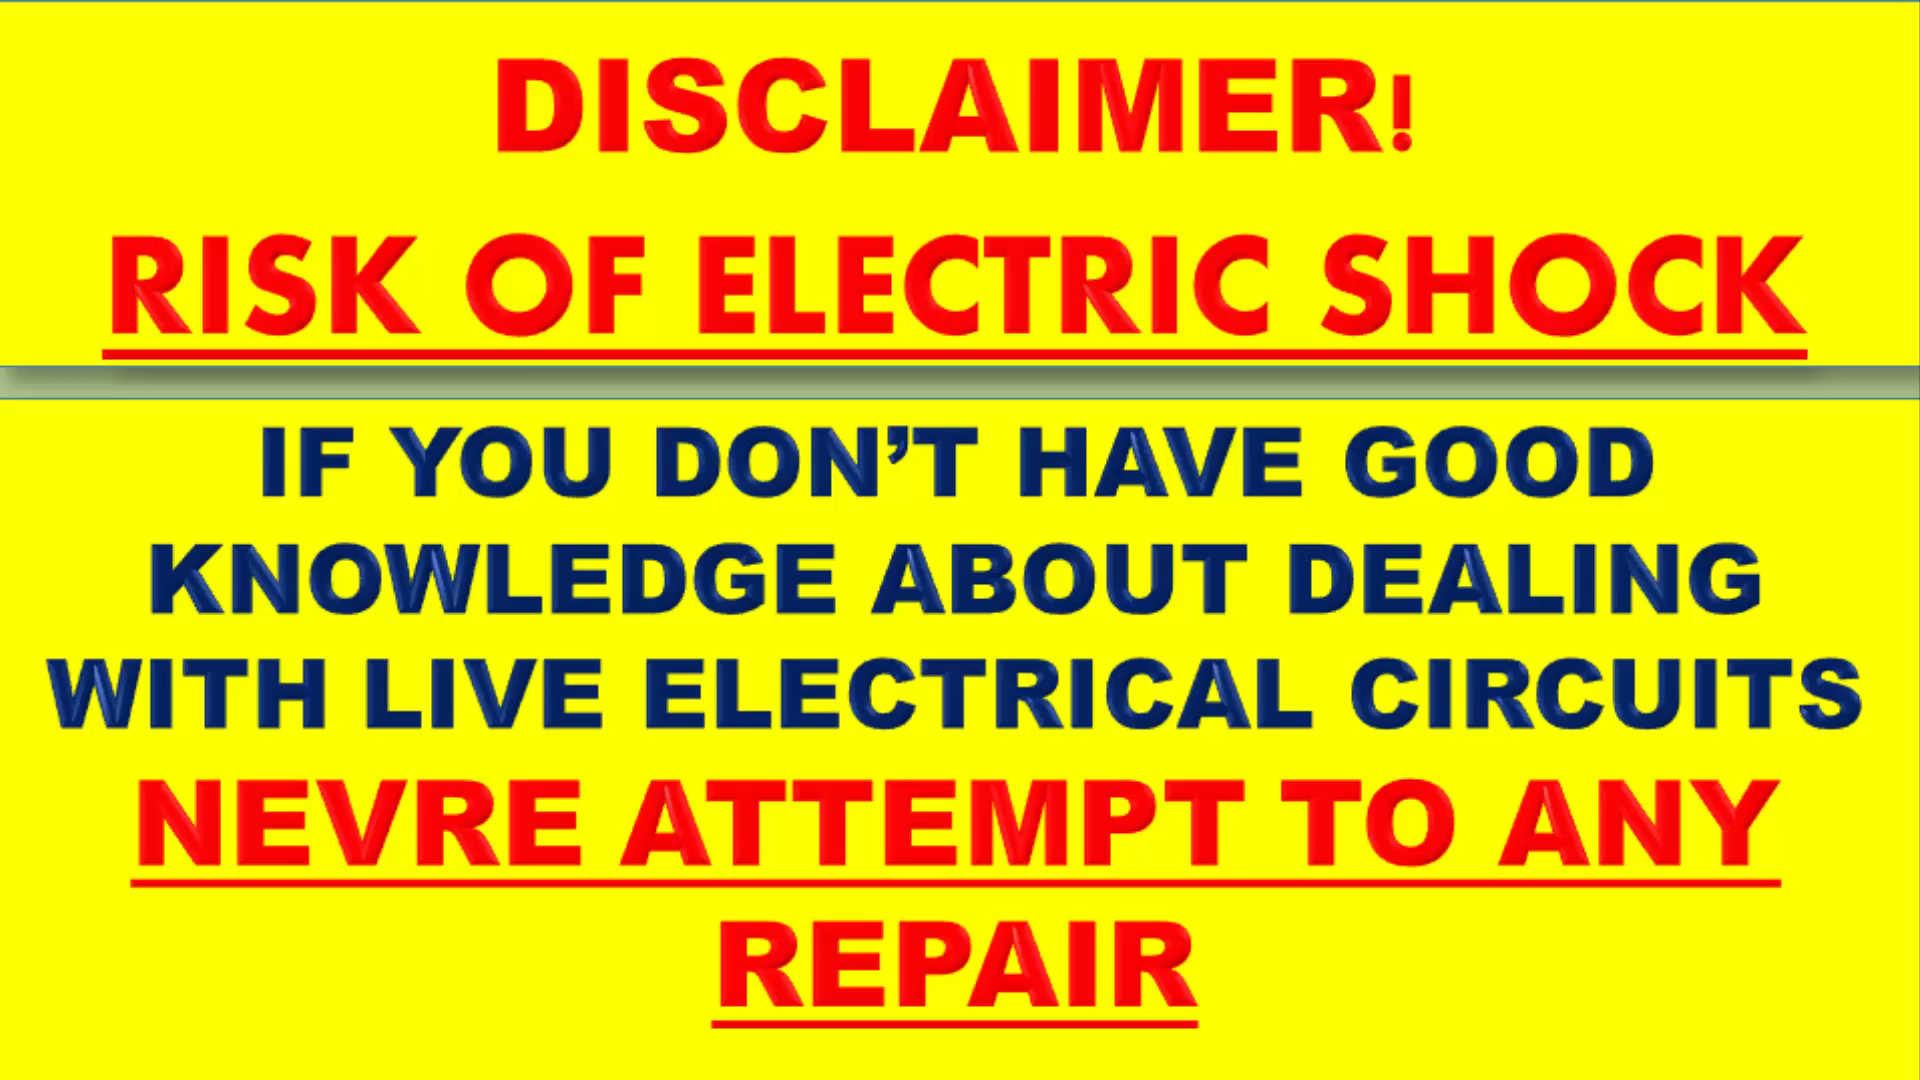 DISCLAIMER!
RISK OF ELECTRIC SHOCK
IF YOU DON’T HAVE GOOD
KNOWLEDGE ABOUT DEALING
WITH LIVE ELECTRICAL CIRCUITS
NEVRE ATTEMPT TO ANY
REPAIR